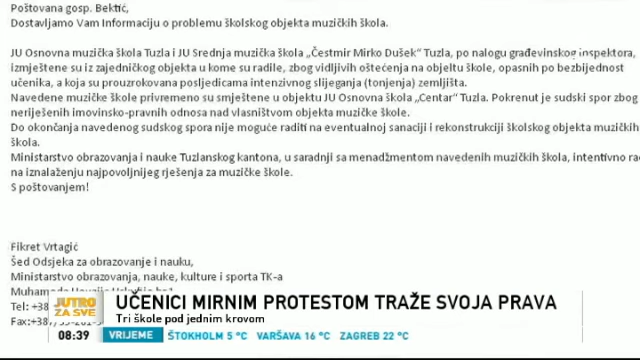 Poštovana gosp. Bektić,
Dostavljamo Vam Informaciju o problemu školskog objekta muzičkih škola.
JU Osnovna muzička škola Tuzla i JU Srednja muzička škola „Čestmir Mirko Dušek“ Tuzla, po nalogu građevinskog inspektora,
izmještene su iz zajedničkog objekta u kome su radile, zbog vidljivih oštećenja na objeltu škole, opasnih po bezbijednost
učenika, a koja su prouzrokovana posljedicama intenzivnog slijeganja (tonjenja) zemljišta.
Navedene muzičke škole privremeno su smještene u objektu JU Osnovna škola „Centar“ Tuzla. Pokrenut je sudski spor zbog
neriješenih imovinsko-pravnih odnosa nad vlasništvom objekta muzičke škole.
Do okončanja navedenog sudskog spora nije moguće raditi na eventualnoj sanaciji i rekonstrukciji školskog objekta muzičkih
škola.
Ministarstvo obrazovanja i nauke Tuzlanskog kantona, u saradnji sa menadžmentom navedenih muzičkih škola, intentivno
na iznalaženju najpovoljnijeg rješenja za muzičke škole.
S poštovanjem!
Fikret Vrtagić
Šed Odsjeka za obrazovanje i nauku,
Ministarstvo obrazovanja, nauke, kulture i sporta TK-a
Tel:
JUTRO
ZA SVE
UČENICI MIRNIM PROTESTOM TRAŽE SVOJA PRAVA
Tri škole pod jednim krovom
08:39 VRIJEME ŠTOKHOLM 5 °C VARŠAVA 16 °C ZAGREB 22 °C